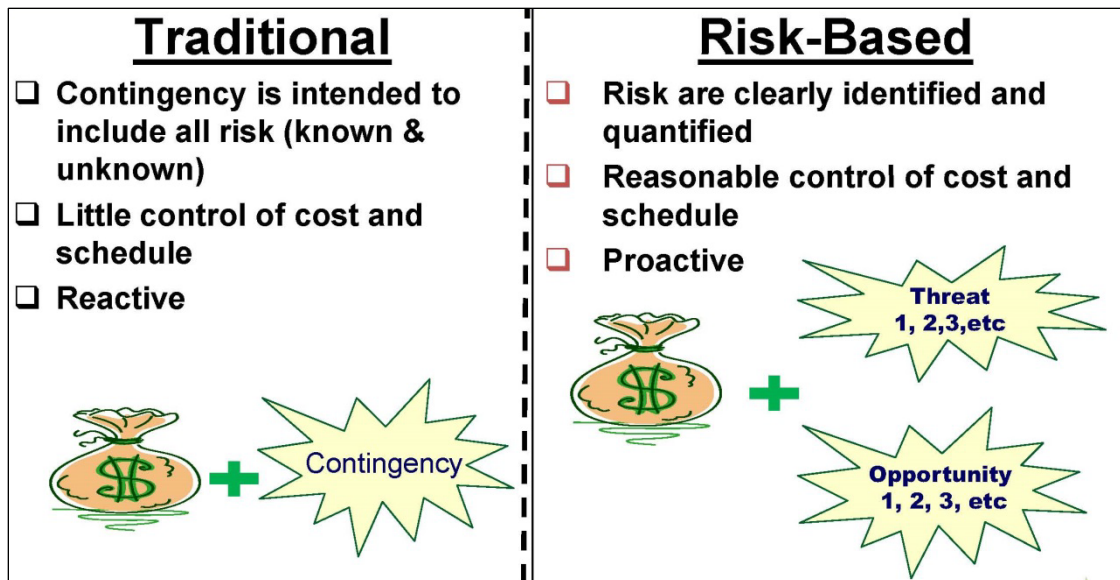 Traditional
❑ Contingency is intended to
include all risk (known &
unknown)
❑ Little control of cost and
schedule
❑ Reactive
Contingency
Risk-Based
❑ Risk are clearly identified and
quantified
❑ Reasonable control of cost and
schedule
❑ Proactive
Threat
1, 2,3,etc
Opportunity
1, 2, 3, etc